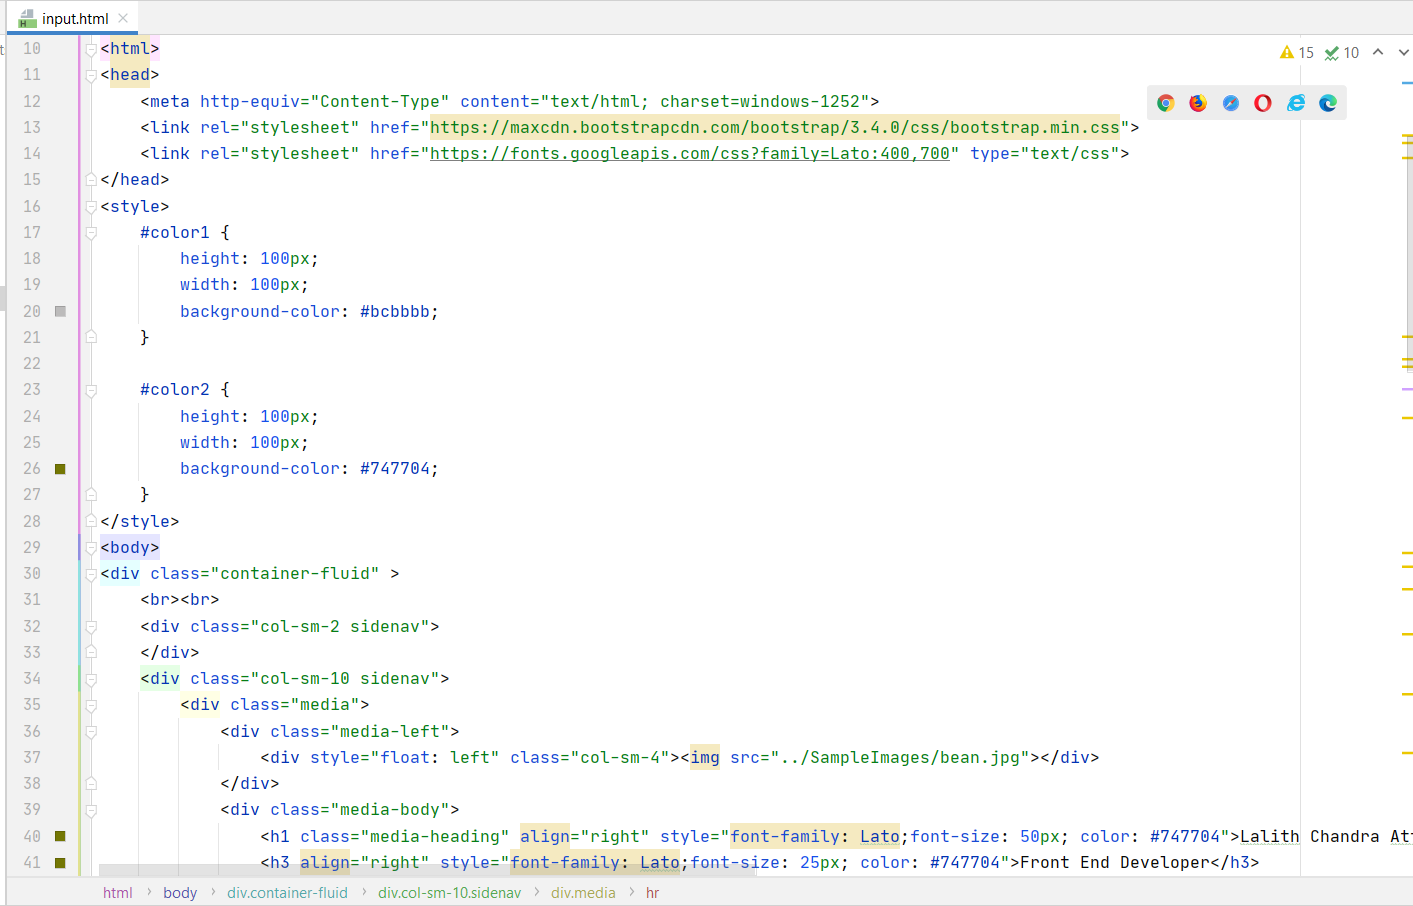 input.html
15 10
10 <html>
11 <head>
12     <meta http-equiv="Content-Type" content="text/html; charset=windows-1252">
13     <link rel="stylesheet" href="https://maxcdn.bootstrapcdn.com/bootstrap/3.4.0/css/bootstrap.min.css">
14     <link rel="stylesheet" href="https://fonts.googleapis.com/css?family=Lato:400,700" type="text/css">
15 </head>
16 <style>
17     #color1 {
18         height: 100px;
19         width: 100px;
20         background-color: #bcbbbb;
21     }
22
23     #color2 {
24         height: 100px;
25         width: 100px;
26         background-color: #747704;
27     }
28 </style>
29 <body>
30 <div class="container-fluid" >
31     <br><br>
32     <div class="col-sm-2 sidenav">
33     </div>
34     <div class="col-sm-10 sidenav">
35         <div class="media">
36             <div class="media-left">
37                 <div style="float: left" class="col-sm-4"><img src="../SampleImages/bean.jpg"></div>
38             </div>
39             <div class="media-body">
40                 <h1 class="media-heading" align="right" style="font-family: Lato;font-size: 50px; color: #747704">Lalith Chandra Att
41                 <h3 align="right" style="font-family: Lato;font-size: 25px; color: #747704">Front End Developer</h3>
html › body › div.container-fluid › div.col-sm-10.sidenav › div.media › hr